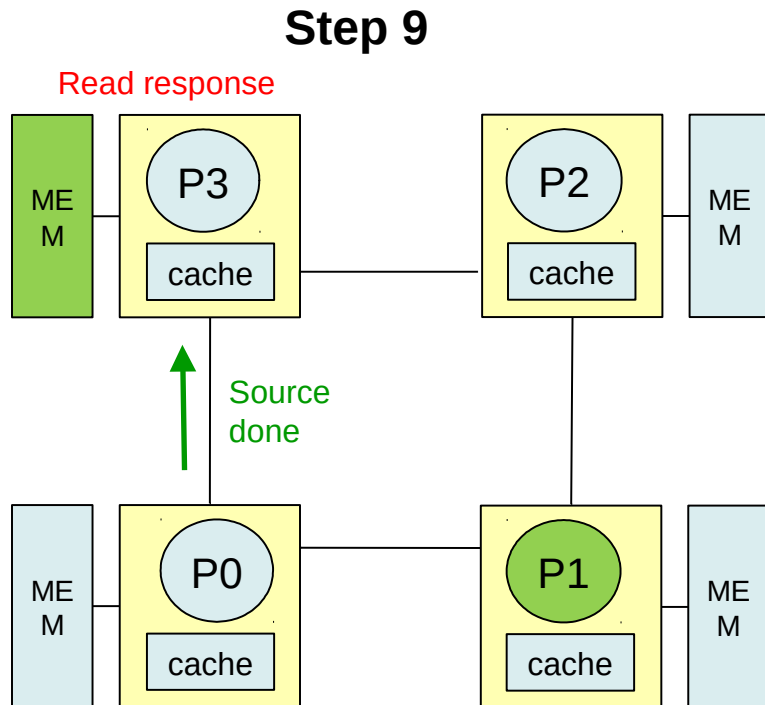 Step 9
Read response
ME
M
P3
cache
P2
cache
ME
M
Source
done
ME
M
P0
cache
P1
cache
ME
M